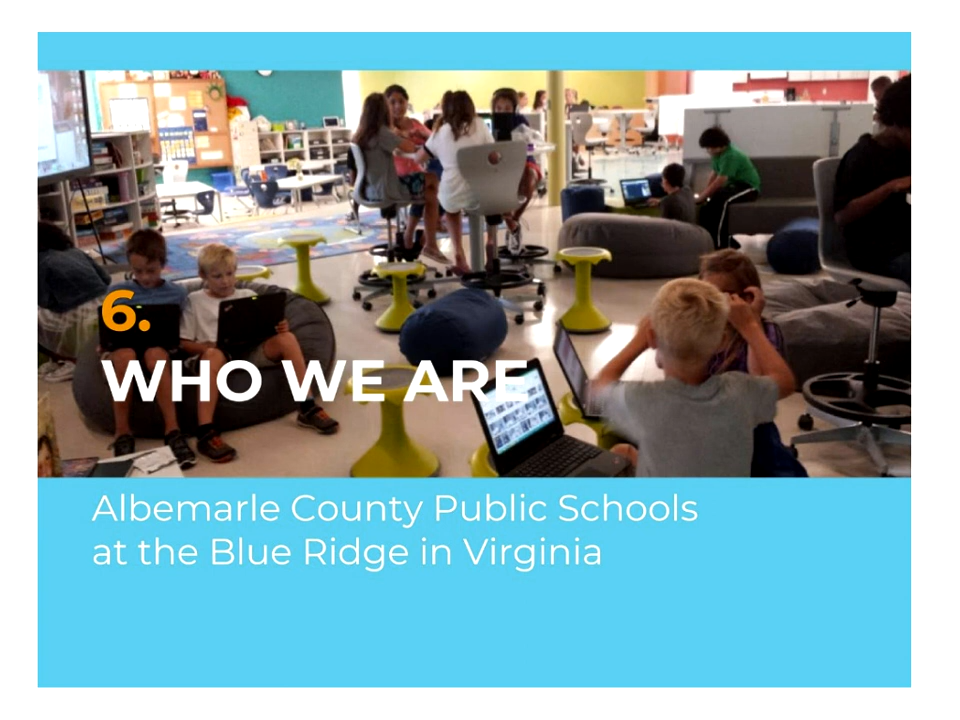 6.
WHO WE ARE
Albemarle County Public Schools
at the Blue Ridge in Virginia